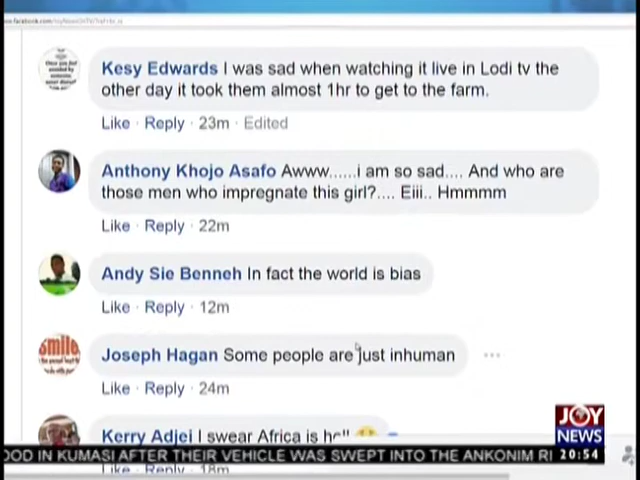 Kesy Edwards I was sad when watching it live in Lodi tv the
other day it took them almost 1hr to get to the farm.
Like · Reply · 23m · Edited
Anthony Khojo Asafo Awww......i am so sad.... And who are
those men who impregnate this girl?.... Eiii.. Hmmmm
Like · Reply · 22m
Andy Sie Benneh In fact the world is bias
Like · Reply · 12m
smile
Joseph Hagan Some people are just inhuman
Like · Reply · 24m
Kerry Adjei I swear Africa is hell
JOY
NEWS
20:54
OOD IN KUMASI AFTER THEIR VEHICLE WAS SWEPT INTO THE ANKONIM RI
Like · Reply · 18m